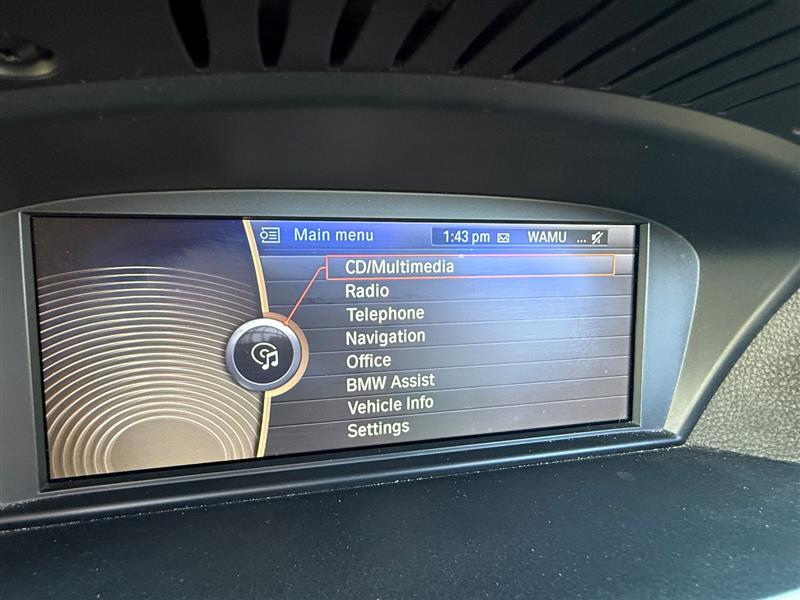 Main menu 1:43 pm WAMU ...
CD/Multimedia
Radio
Telephone
Navigation
Office
BMW Assist
Vehicle Info
Settings